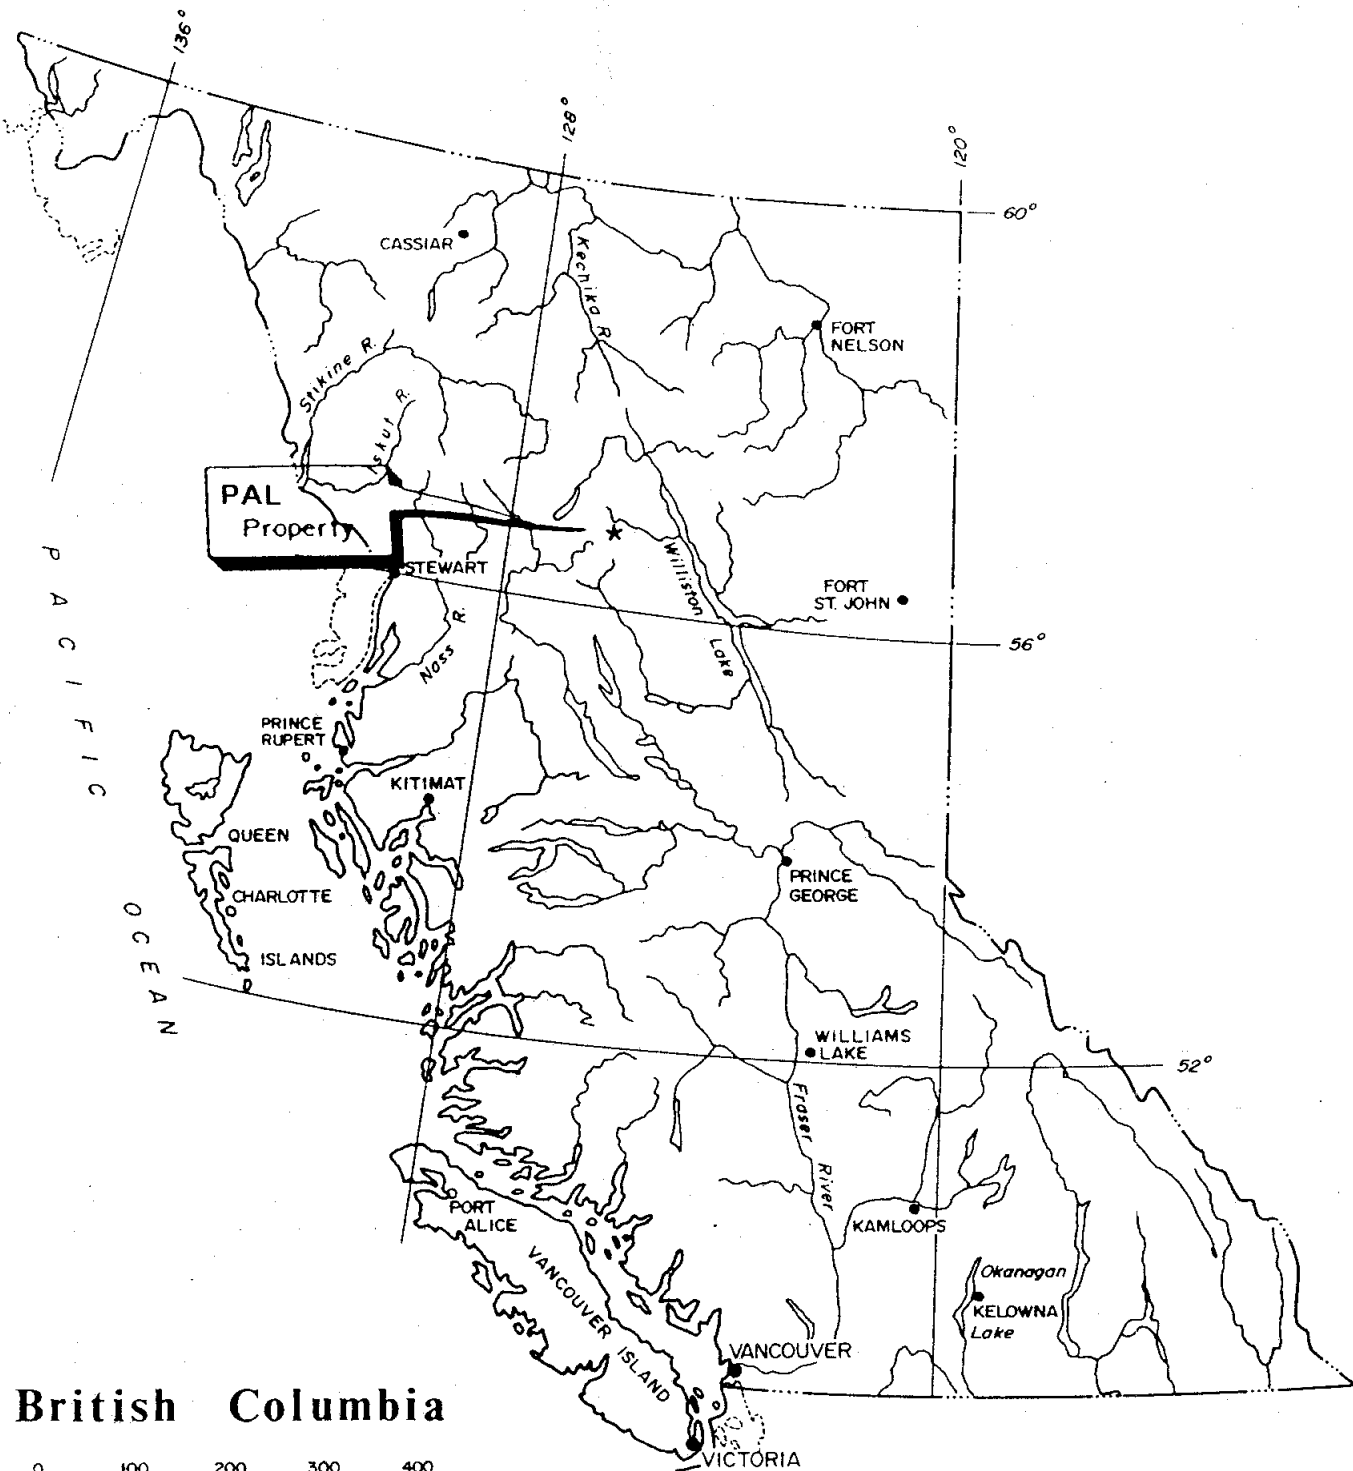 136°
128°
120°
60°
CASSIAR
Kechika R.
FORT
NELSON
Stikine R.
Iskut R.
PAL
Property
STEWART
Williston Lake
FORT
ST. JOHN
56°
Nass R.
PACIFIC OCEAN
PRINCE
RUPERT
KITIMAT
QUEEN
CHARLOTTE
ISLANDS
PRINCE
GEORGE
WILLIAMS
LAKE
52°
Fraser River
PORT
ALICE
KAMLOOPS
VANCOUVER ISLAND
Okanagan
KELOWNA
Lake
VANCOUVER
British Columbia
VICTORIA
0 100 200 300 400